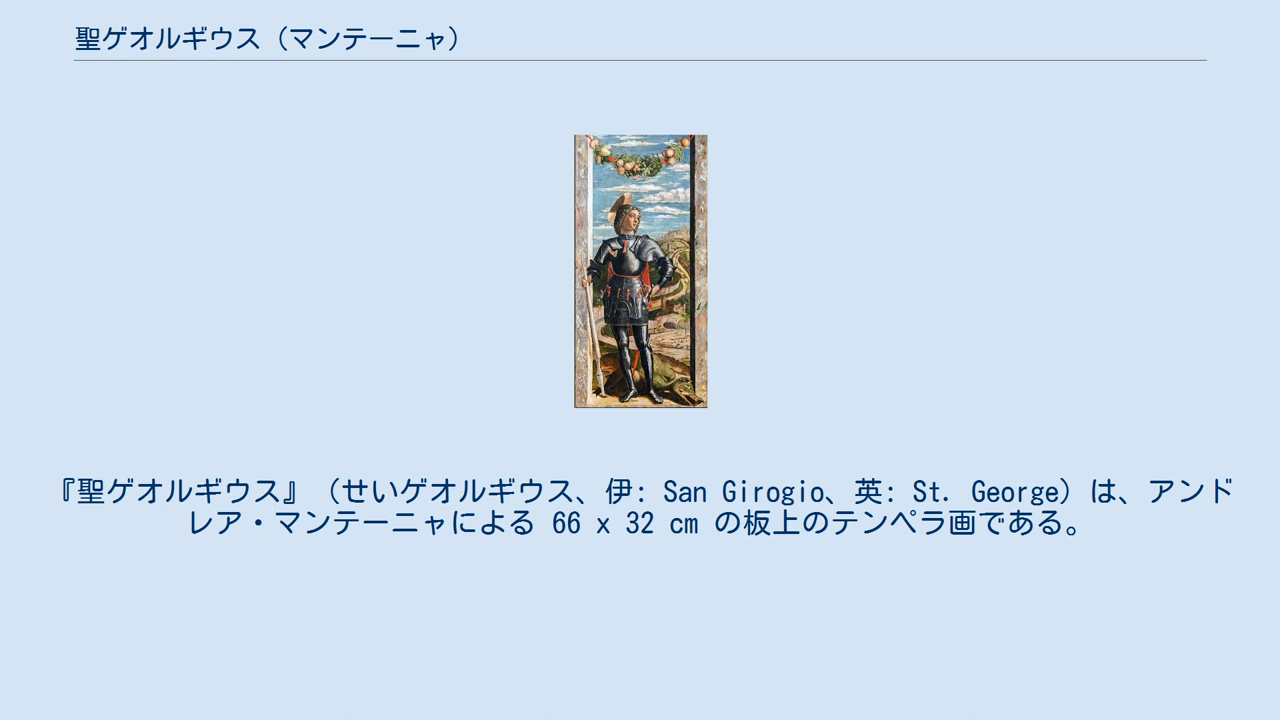 聖ゲオルギウス（マンテーニャ）
『聖ゲオルギウス』（せいゲオルギウス、伊: San Girogio、英: St. George）は、アンド
レア・マンテーニャによる 66 x 32 cm の板上のテンペラ画である。